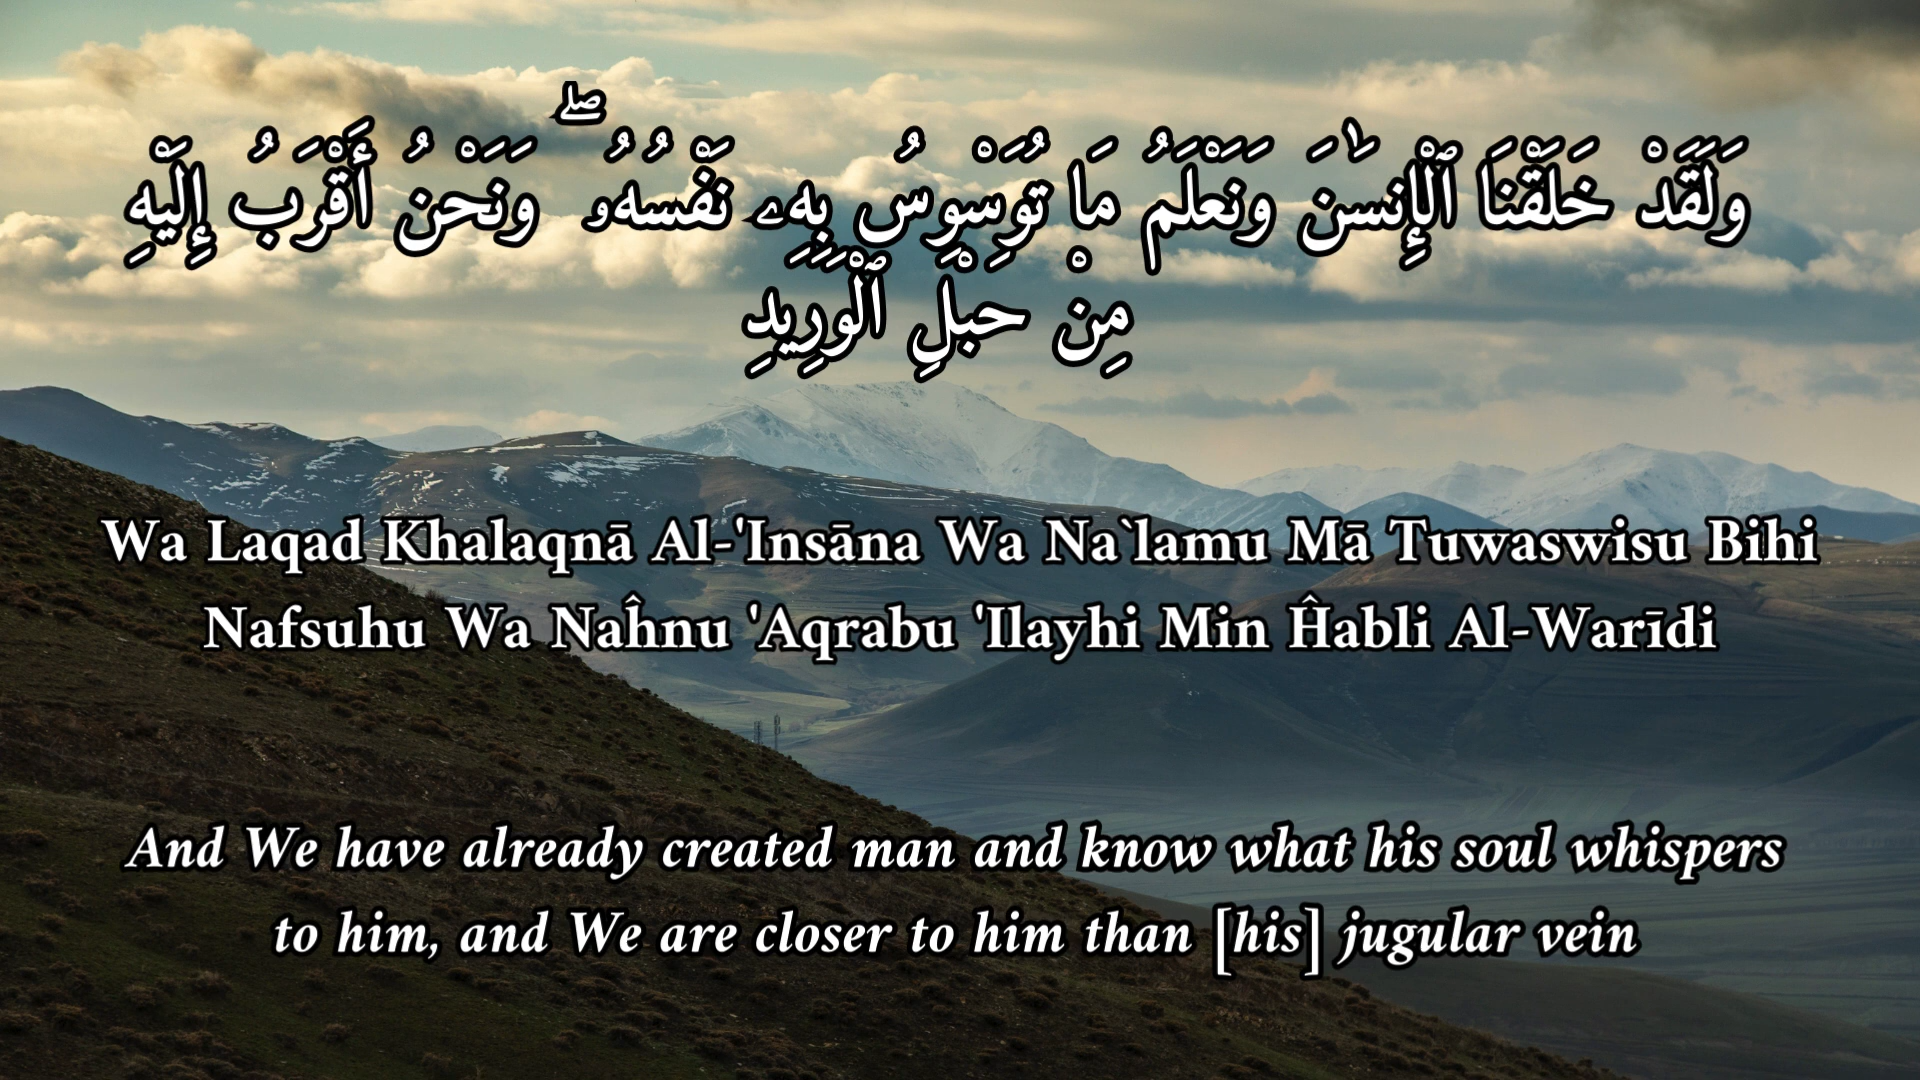 وَلَقَدْ خَلَقْنَا ٱلْإِنسَٰنَ وَنَعْلَمُ مَا تُوَسْوِسُ بِهِۦ نَفْسُهُۥ ۖ وَنَحْنُ أَقْرَبُ إِلَيْهِ
مِنْ حَبْلِ ٱلْوَرِيدِ
Wa Laqad Khalaqnā Al-'Insāna Wa Na`lamu Mā Tuwaswisu Bihi
Nafsuhu Wa Naĥnu 'Aqrabu 'Ilayhi Min Ĥabli Al-Warīdi
And We have already created man and know what his soul whispers
to him, and We are closer to him than [his] jugular vein